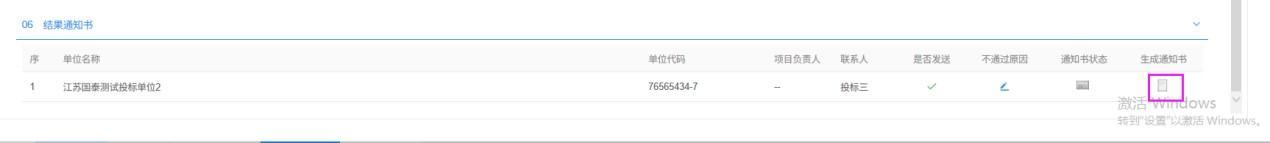 06 结果通知书
序 单位名称 单位代码 项目负责人 联系人 是否发送 不通过原因 通知书状态 生成通知书
1 江苏国泰测试投标单位2 76565434-7 -- 投标三
激活 Windows
转到"设置"以激活 Windows。